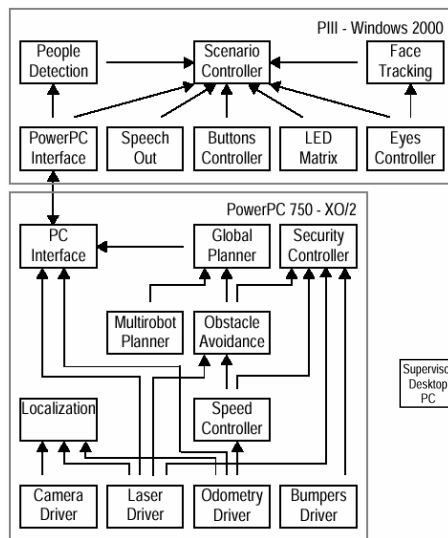 PIII - Windows 2000
People
Detection
Scenario
Controller
Face
Tracking
PowerPC
Interface
Speech
Out
Buttons
Controller
LED
Matrix
Eyes
Controller
PowerPC 750 - XO/2
PC
Interface
Global
Planner
Security
Controller
Multirobot
Planner
Obstacle
Avoidance
Localization
Speed
Controller
Camera
Driver
Laser
Driver
Odometry
Driver
Bumpers
Driver
Desktop
PC